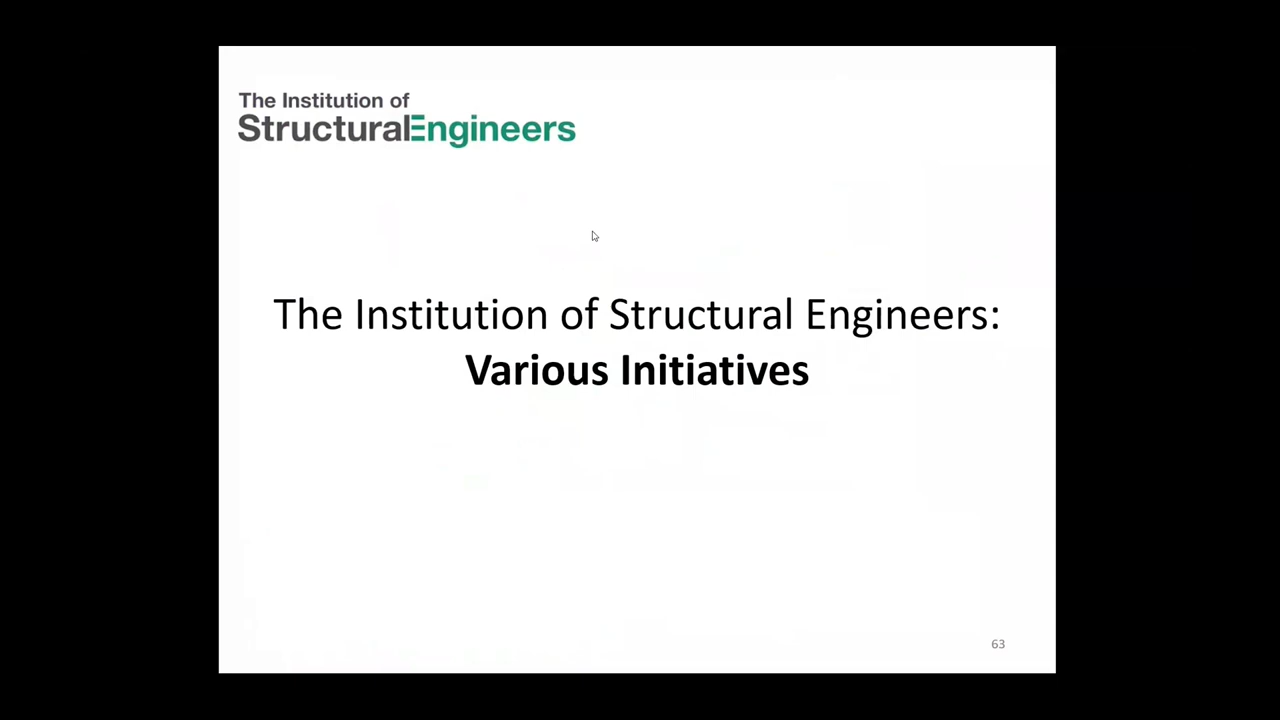 The Institution of
StructuralEngineers
The Institution of Structural Engineers:
Various Initiatives
63